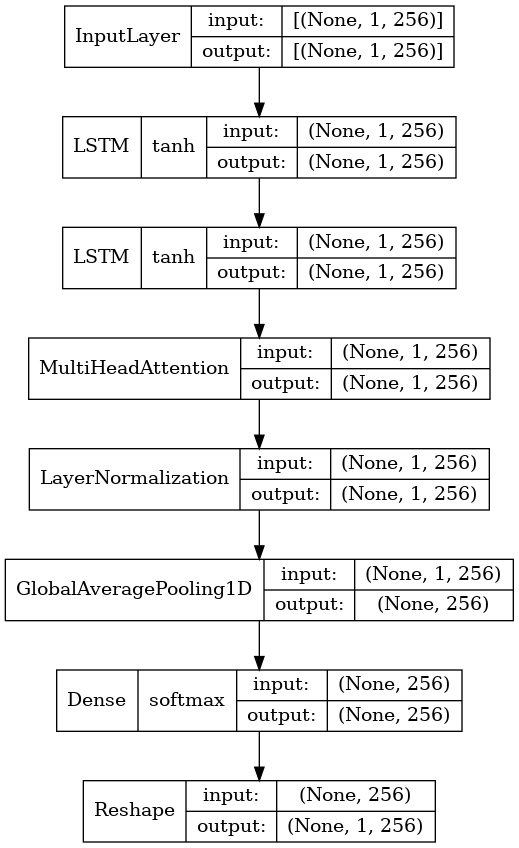 InputLayer input: [(None, 1, 256)]
output: [(None, 1, 256)]
LSTM tanh input: (None, 1, 256)
output: (None, 1, 256)
LSTM tanh input: (None, 1, 256)
output: (None, 1, 256)
MultiHeadAttention input: (None, 1, 256)
output: (None, 1, 256)
LayerNormalization input: (None, 1, 256)
output: (None, 1, 256)
GlobalAveragePooling1D input: (None, 1, 256)
output: (None, 256)
Dense softmax input: (None, 256)
output: (None, 256)
Reshape input: (None, 256)
output: (None, 1, 256)